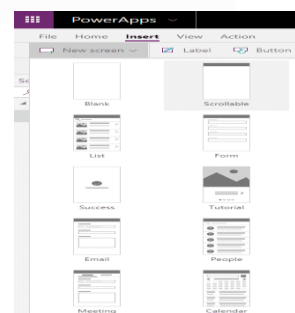 PowerApps
File Home Insert View Action
New screen Label Button
Sc
Blank Scrollable
List Form
Success Tutorial
Email People
Meeting Calendar